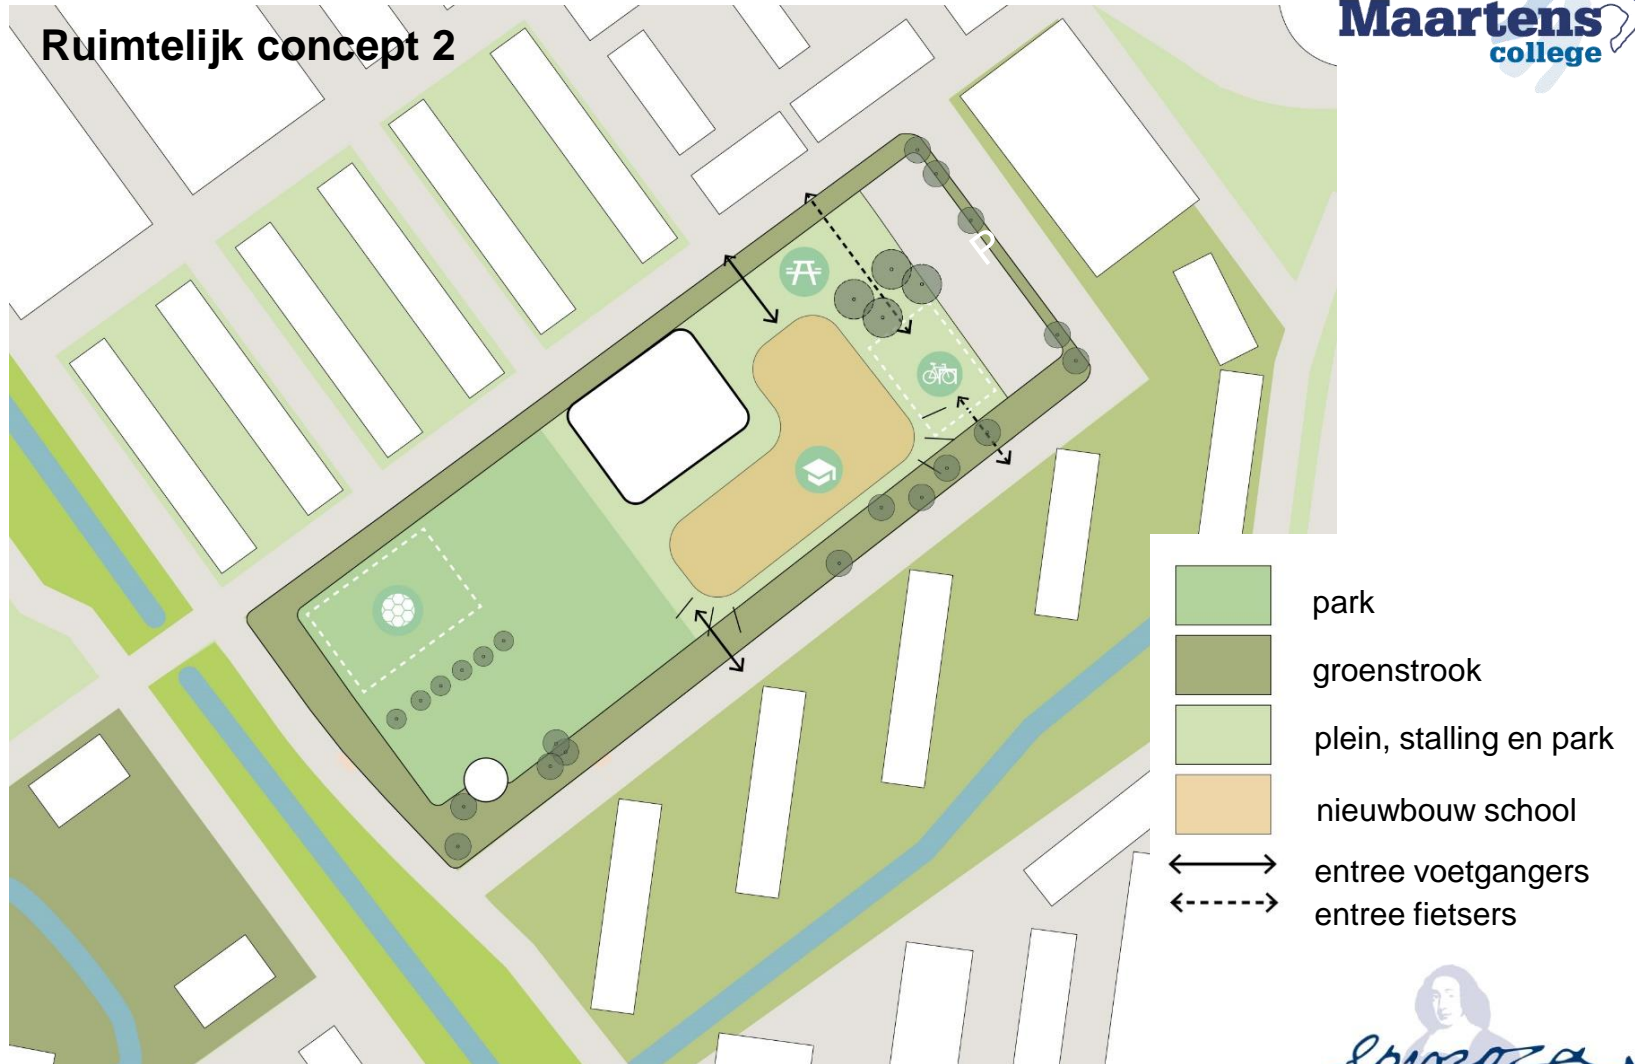 Ruimtelijk concept 2
Maartens
college
P
park
groenstrook
plein, stalling en park
nieuwbouw school
entree voetgangers
entree fietsers